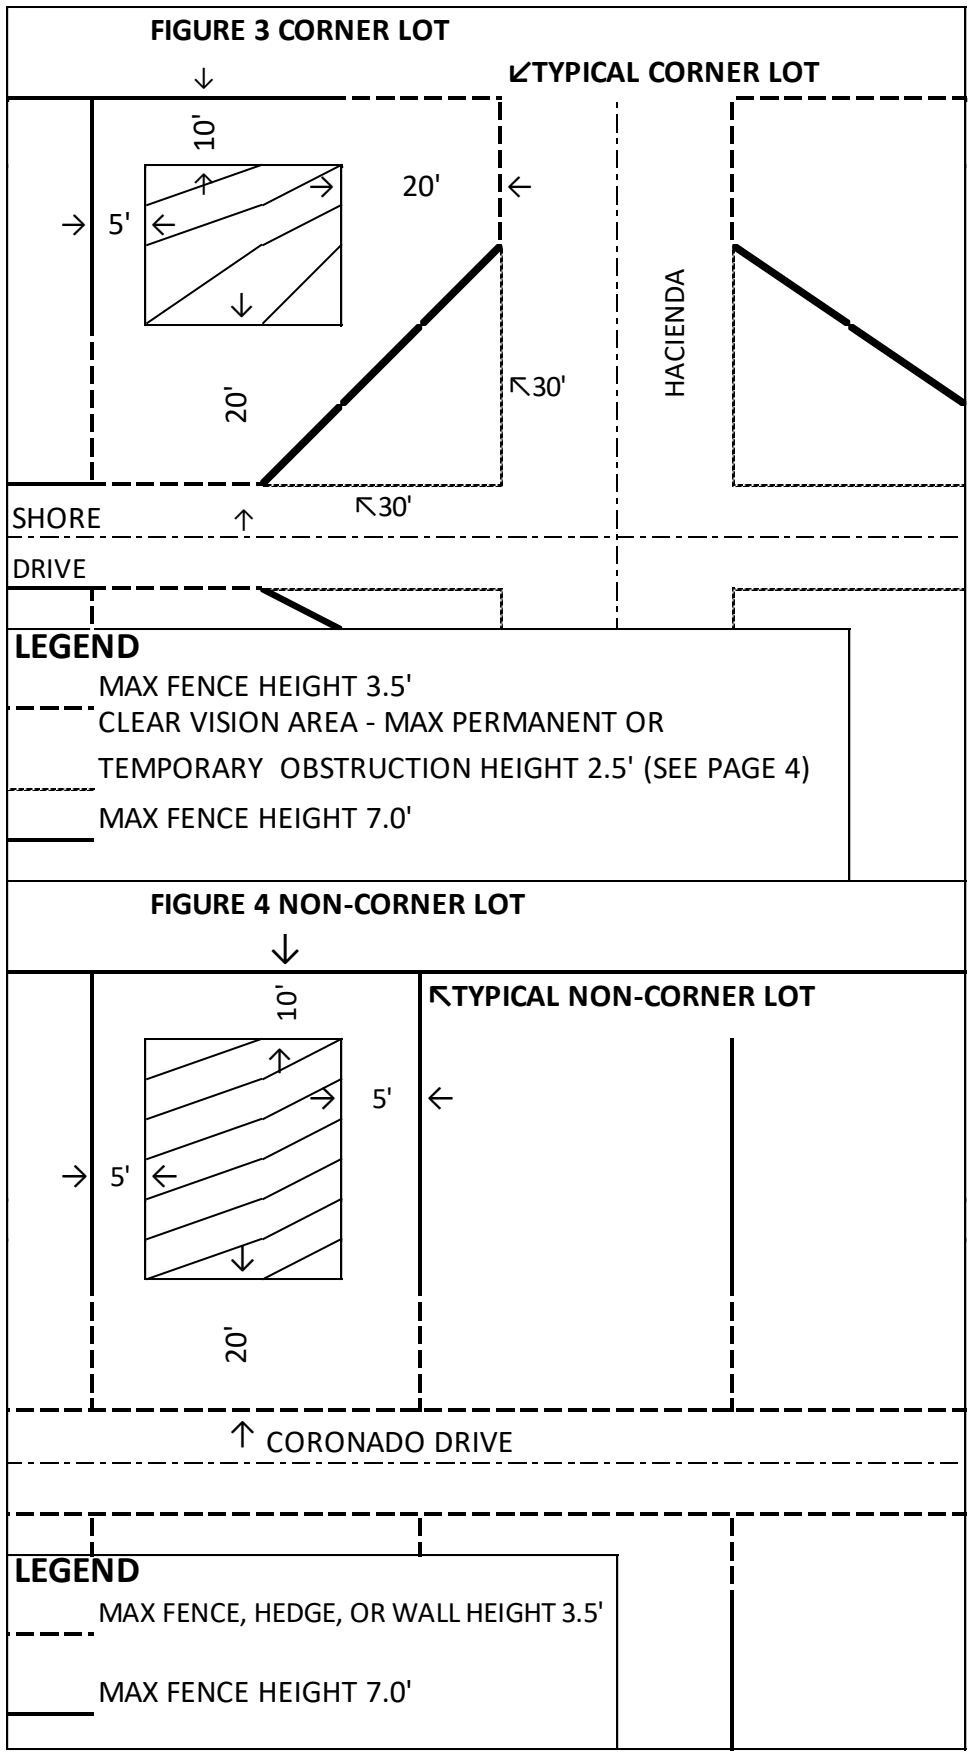 FIGURE 3 CORNER LOT
↙TYPICAL CORNER LOT
10'
20'
5'
HACIENDA
↖30'
20'
↖30'
SHORE
DRIVE
LEGEND
MAX FENCE HEIGHT 3.5'
CLEAR VISION AREA - MAX PERMANENT OR
TEMPORARY OBSTRUCTION HEIGHT 2.5' (SEE PAGE 4)
MAX FENCE HEIGHT 7.0'
FIGURE 4 NON-CORNER LOT
10'
↖TYPICAL NON-CORNER LOT
5'
5'
20'
CORONADO DRIVE
LEGEND
MAX FENCE, HEDGE, OR WALL HEIGHT 3.5'
MAX FENCE HEIGHT 7.0'